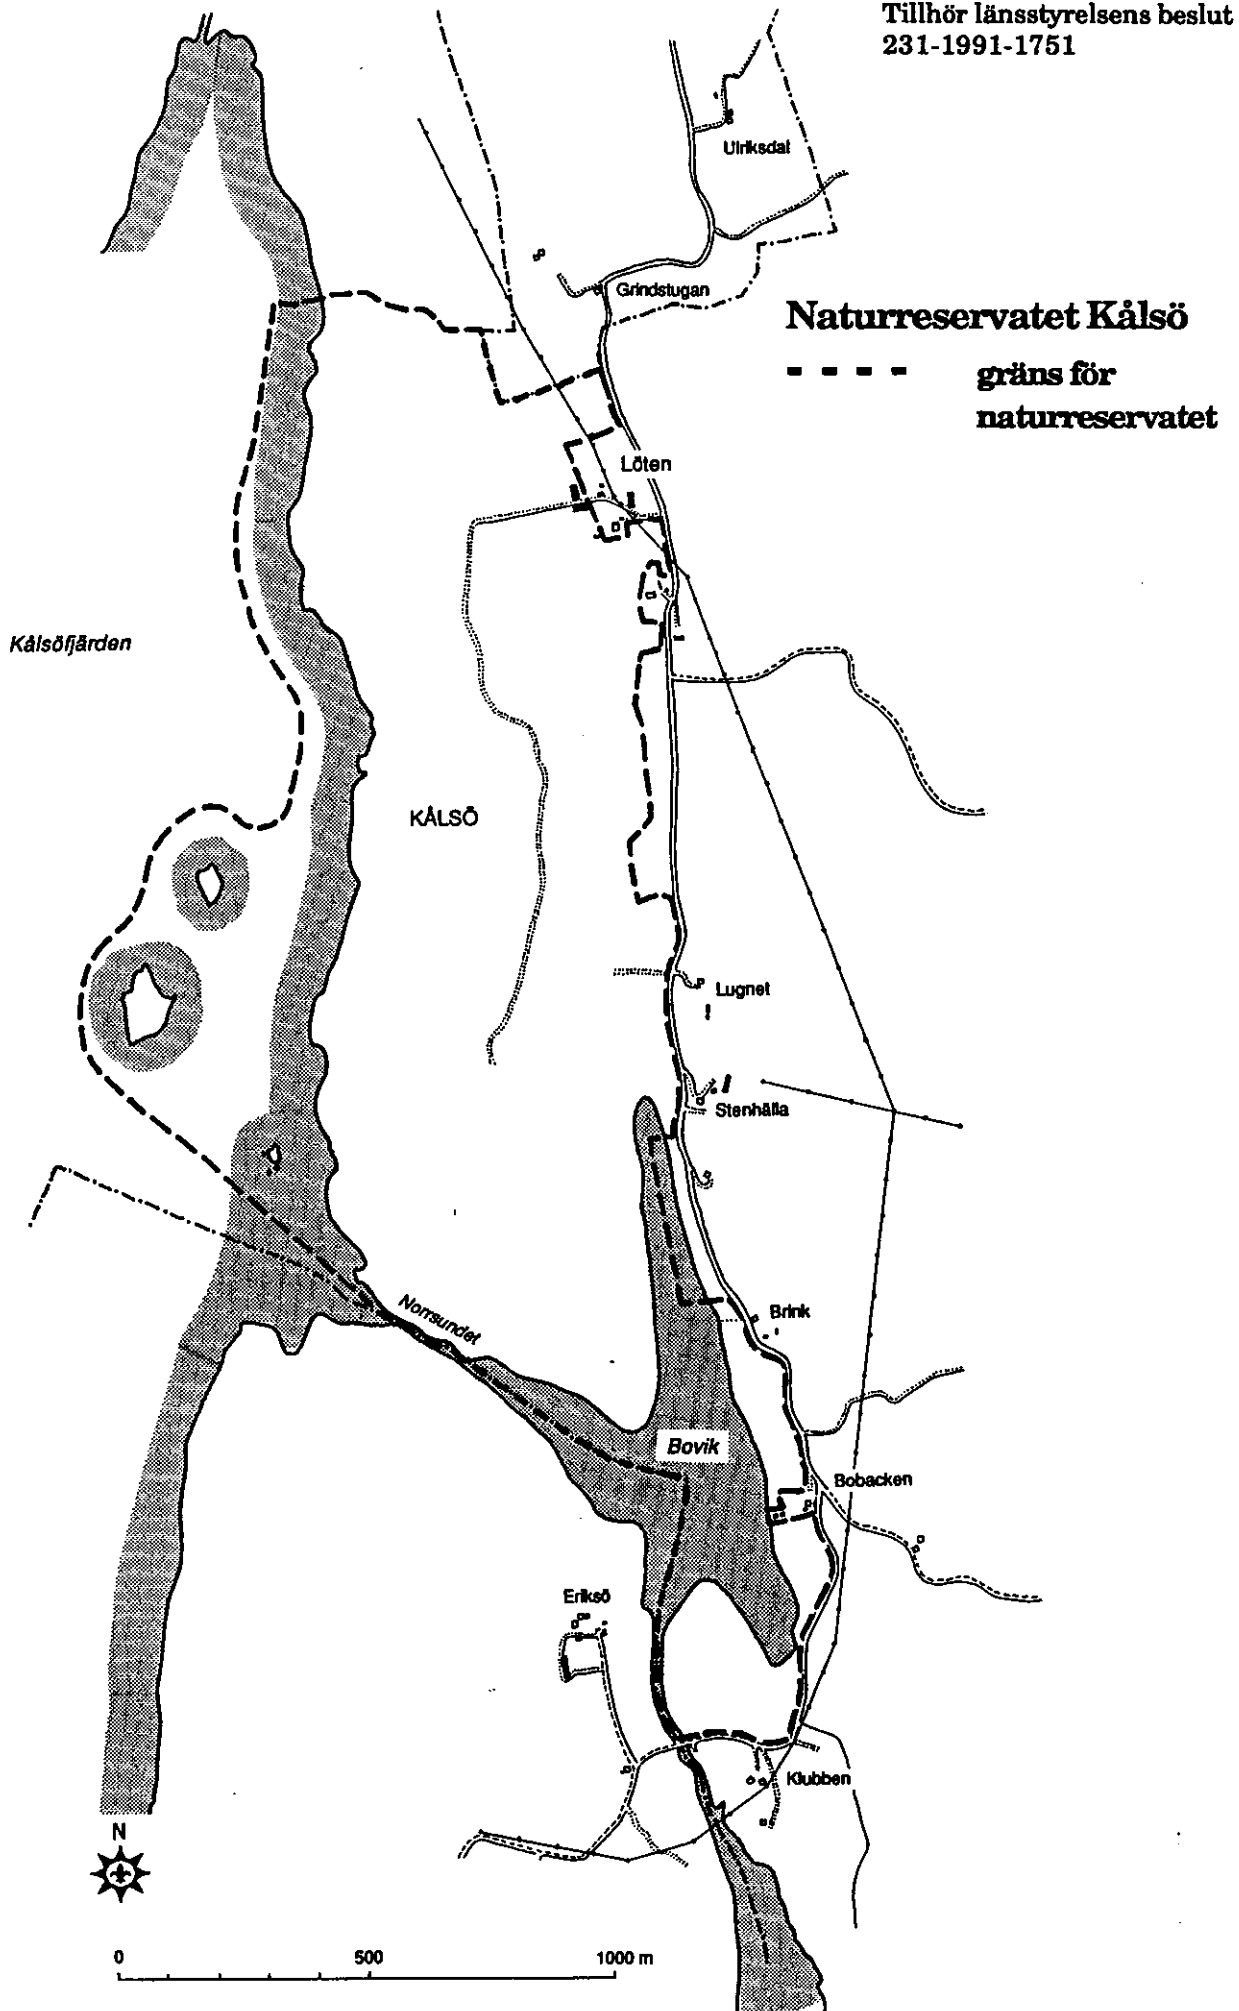 Tillhör länsstyrelsens beslut
231-1991-1751
Ulriksdal
Grindstugan
Naturreservatet Kålsö
gräns för
naturreservatet
Löten
Kålsöfjärden
KÅLSÖ
Lugnet
Stenhälla
Norrsundet
Brink
Bovik
Bobacken
Eriksö
Klubben
N
0 500 1000 m